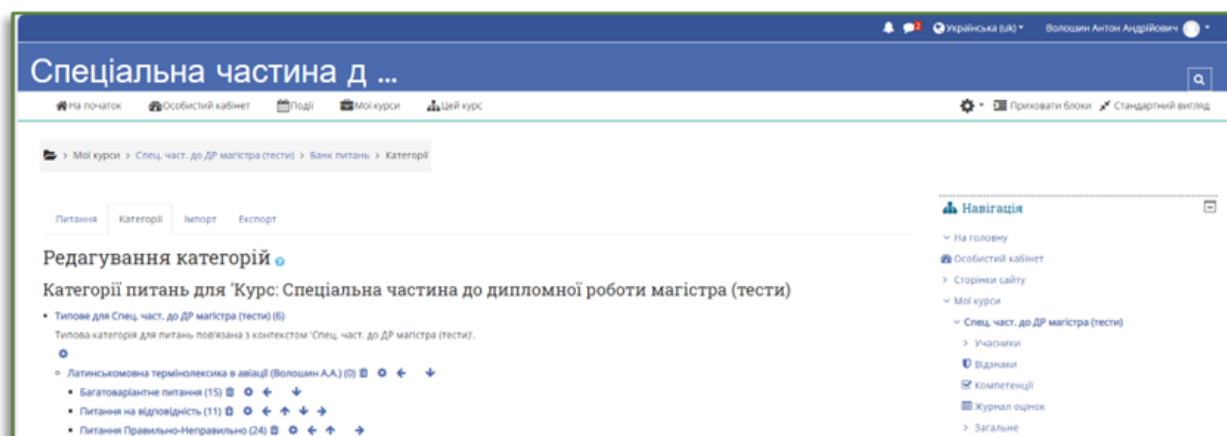 2 Українська (uk) Волошин Антон Андрійович
Спеціальна частина д ...
На початок Особистий кабінет Події Мої курси Цей курс Приховати блоки Стандартний вигляд
> Мої курси > Спец. част. до ДР магістра (тести) > Банк питань > Категорії
Питання Категорії Імпорт Експорт
Редагування категорій
Категорії питань для 'Курс: Спеціальна частина до дипломної роботи магістра (тести)
Типове для Спец. част. до ДР магістра (тести) (6)
Типова категорія для питань пов'язана з контекстом 'Спец. част. до ДР магістра (тести)'.
Латинськомовна термінолексика в авіації (Волошин А.А.) (0)
Багатоваріантне питання (15)
Питання на відповідність (11)
Питання Правильно-Неправильно (24)
Навігація
На головну
Особистий кабінет
Сторінки сайту
Мої курси
Спец. част. до ДР магістра (тести)
Учасники
Відзнаки
Компетенції
Журнал оцінок
Загальне